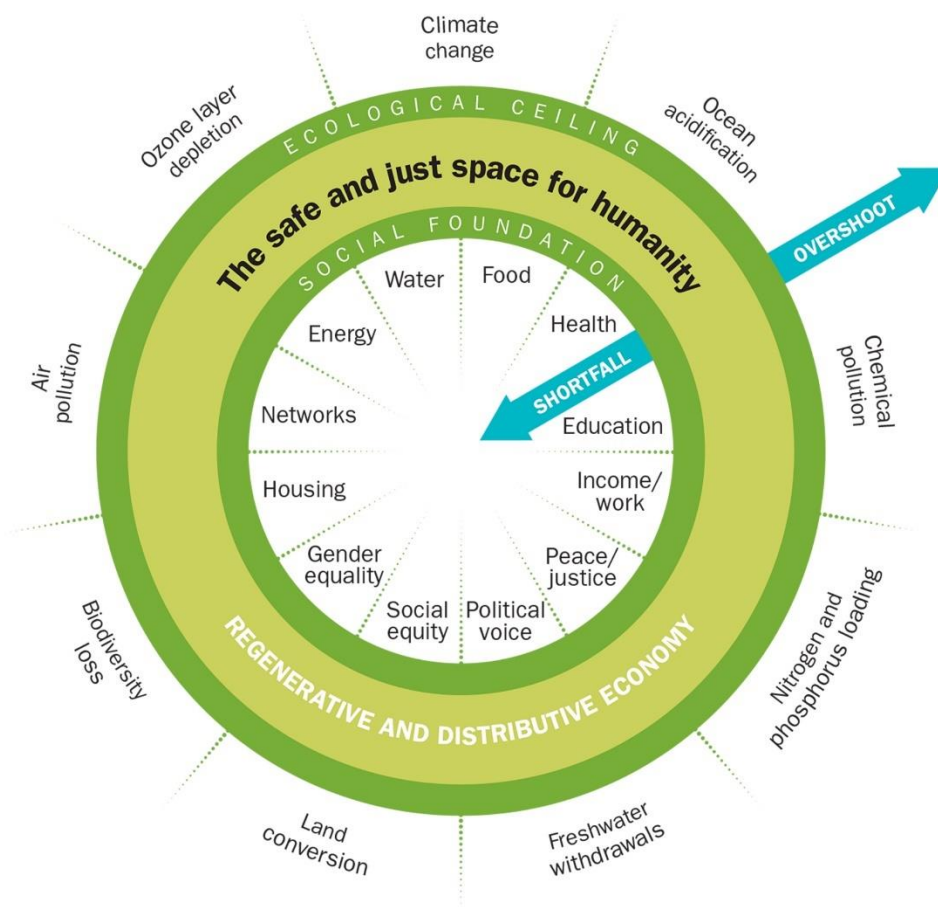 Climate
change
Ocean
acidification
Chemical
pollution
Nitrogen and
phosphorus loading
Freshwater
withdrawals
Land
conversion
Biodiversity
loss
Air
pollution
Ozone layer
depletion
ECOLOGICAL CEILING
The safe and just space for humanity
SOCIAL FOUNDATION
OVERSHOOT
SHORTFALL
Water
Food
Health
Education
Income/
work
Peace/
justice
Political
voice
Social
equity
Gender
equality
Housing
Networks
Energy
REGENERATIVE AND DISTRIBUTIVE ECONOMY